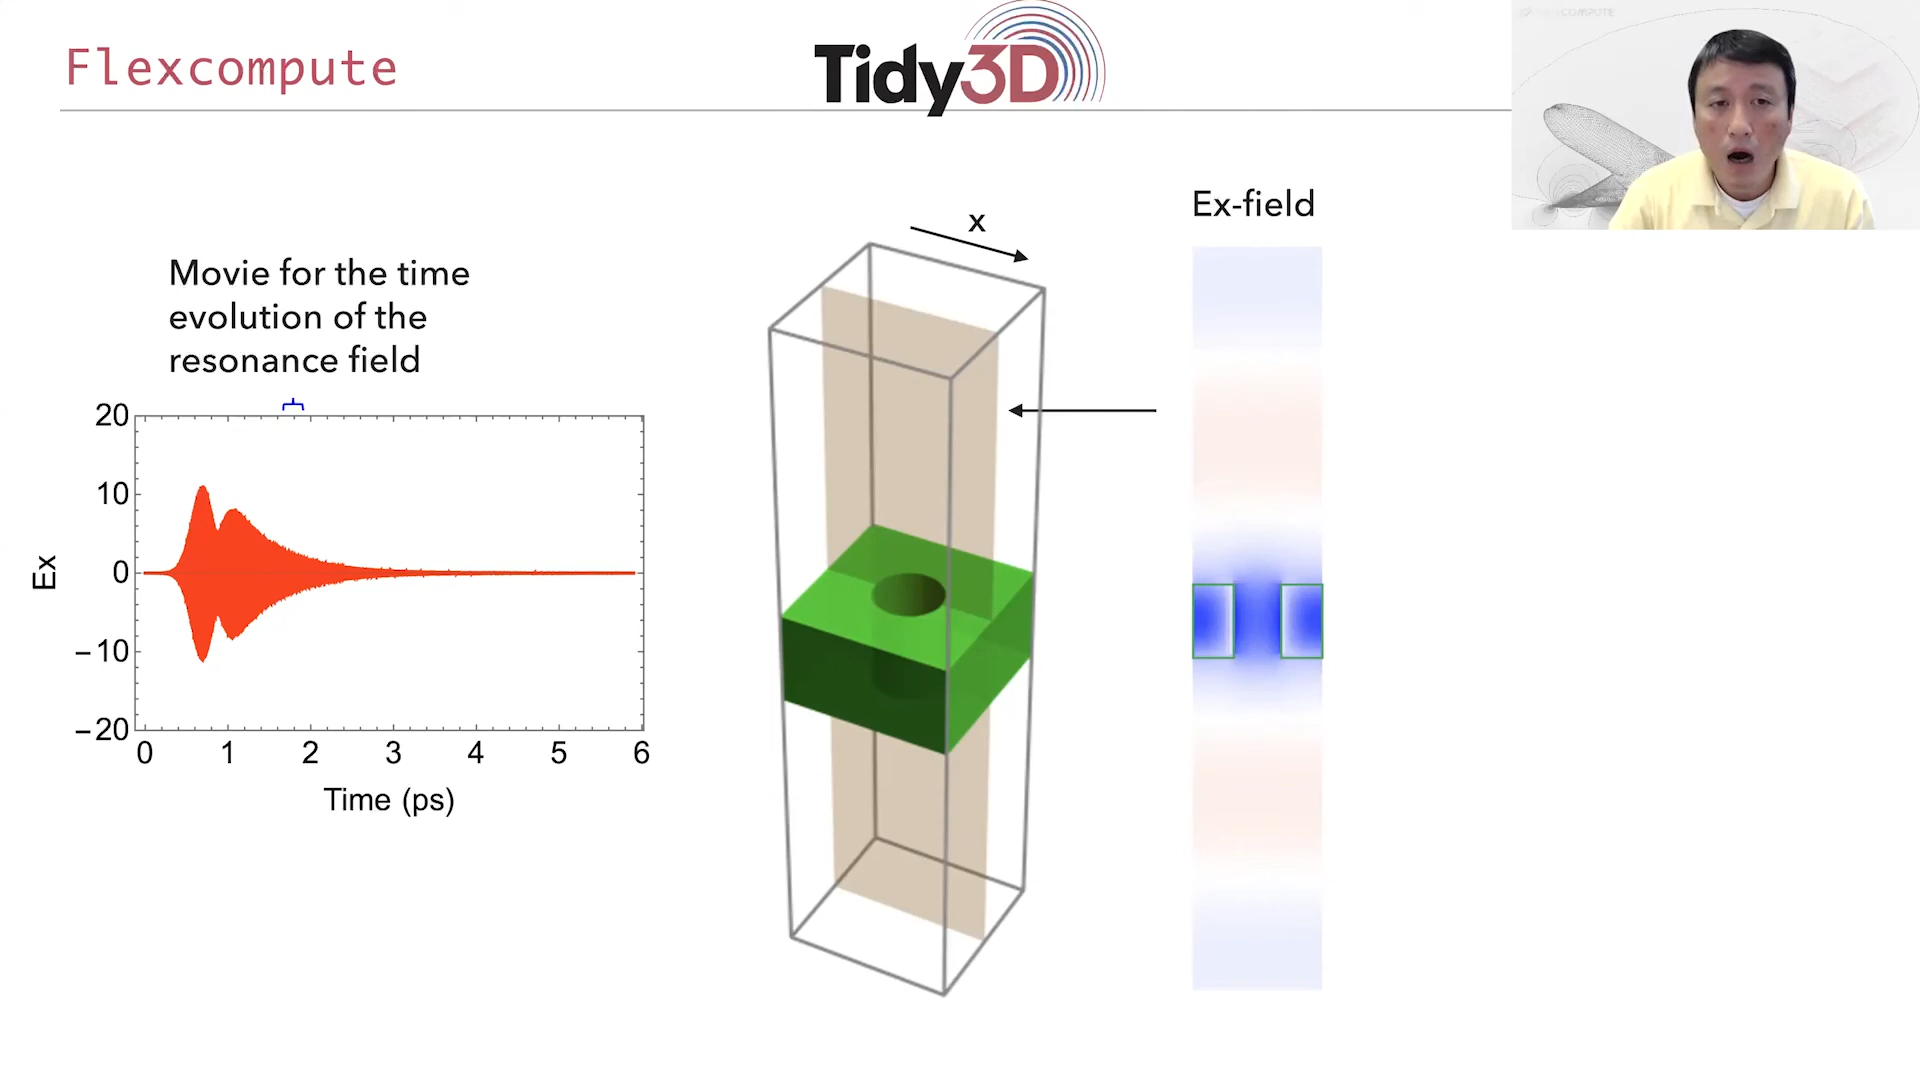 Flexcompute
Tidy3D
COMPUTE
x
Ex-field
Movie for the time
evolution of the
resonance field
20
10
0
−10
−20
Ex
0 1 2 3 4 5 6
Time (ps)